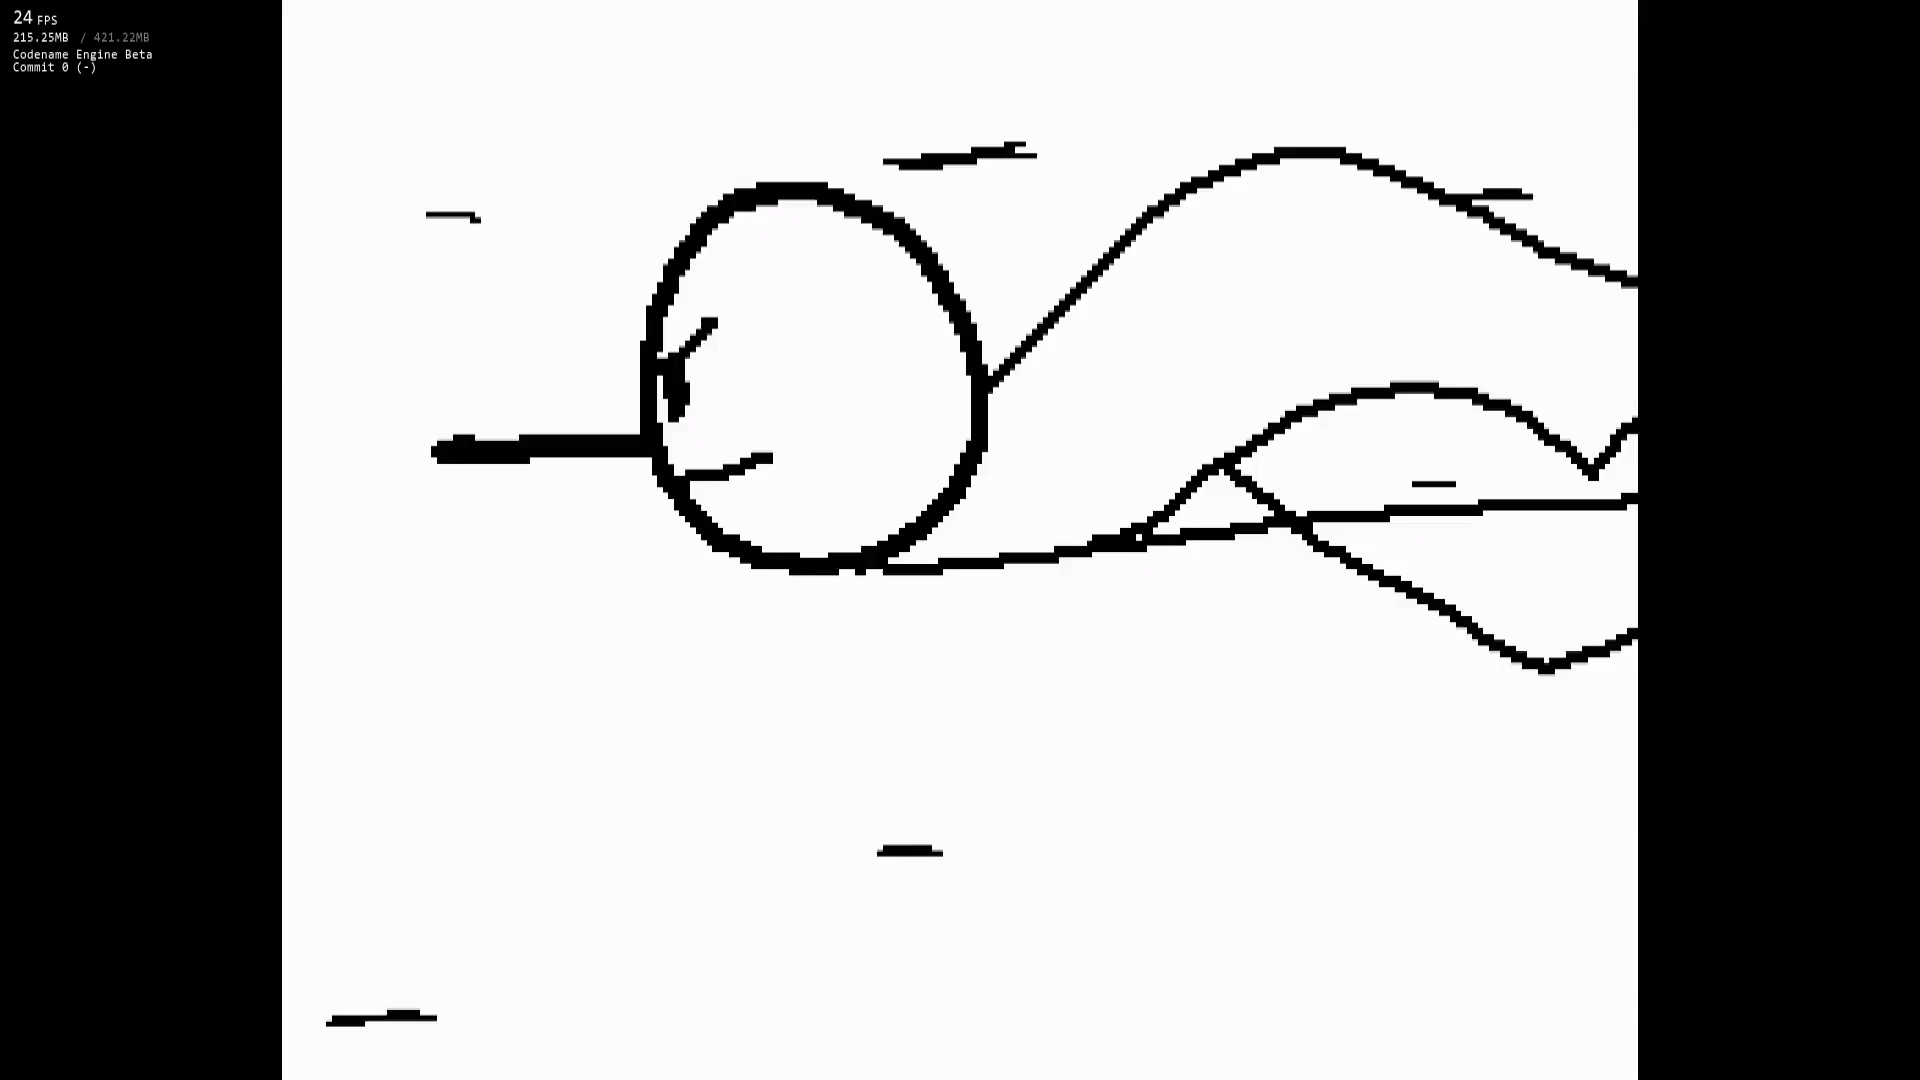 24 FPS
215.25MB / 421.22MB
Codename Engine Beta
Commit 0 (-)